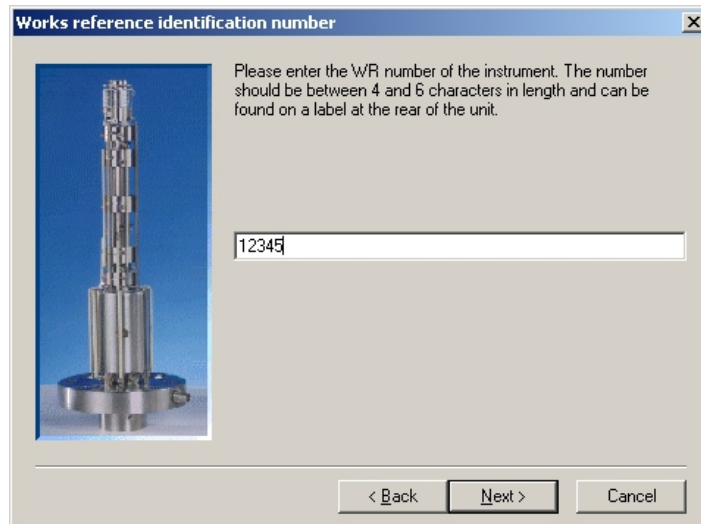 Works reference identification number
Please enter the WR number of the instrument. The number
should be between 4 and 6 characters in length and can be
found on a label at the rear of the unit.
12345
< Back
Next >
Cancel